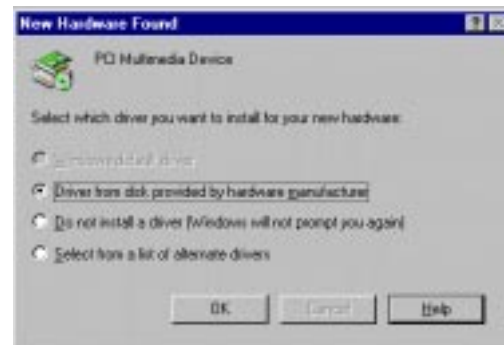 New Hardware Found
PCI Multimedia Device
Select which driver you want to install for your new hardware:
Driver from disk provided by hardware manufacturer
Do not install a driver (Windows will not prompt you again)
Select from a list of alternate drivers
OK Cancel Help